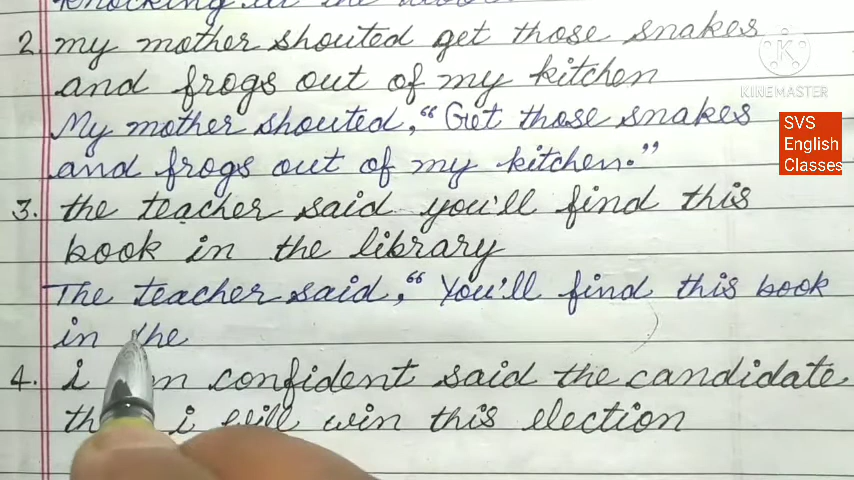 2. my mother shouted get those snakes
and frogs out of my kitchen
My mother shouted, “Get those snakes
and frogs out of my kitchen.”
3. the teacher said you'll find this
book in the library
The teacher said, “You'll find this book
in the
4. i confident said the candidate
i will win this election
K
KINEMASTER
SVS
English
Classes